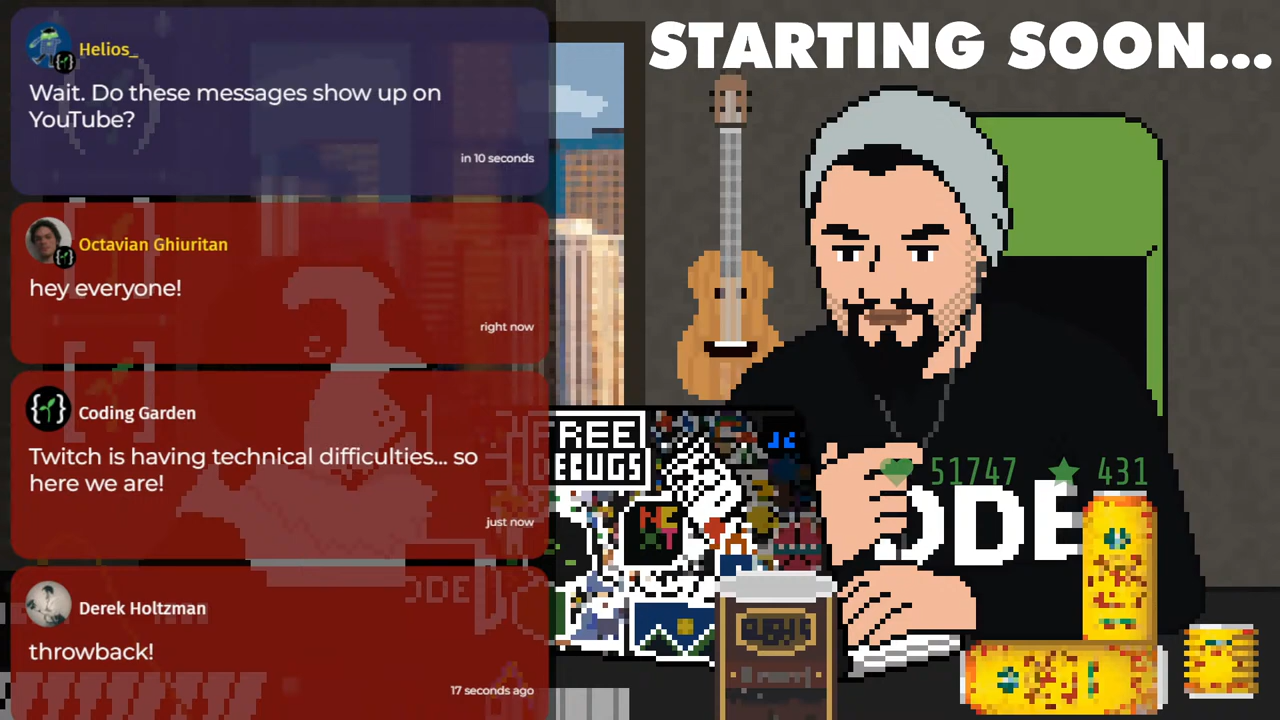 STARTING SOON...
Helios_
Wait. Do these messages show up on
YouTube?
in 10 seconds
Octavian Ghiuritan
hey everyone!
right now
Coding Garden
Twitch is having technical difficulties... so
here we are!
just now
Derek Holtzman
throwback!
17 seconds ago
FREE
51747 431
ODE